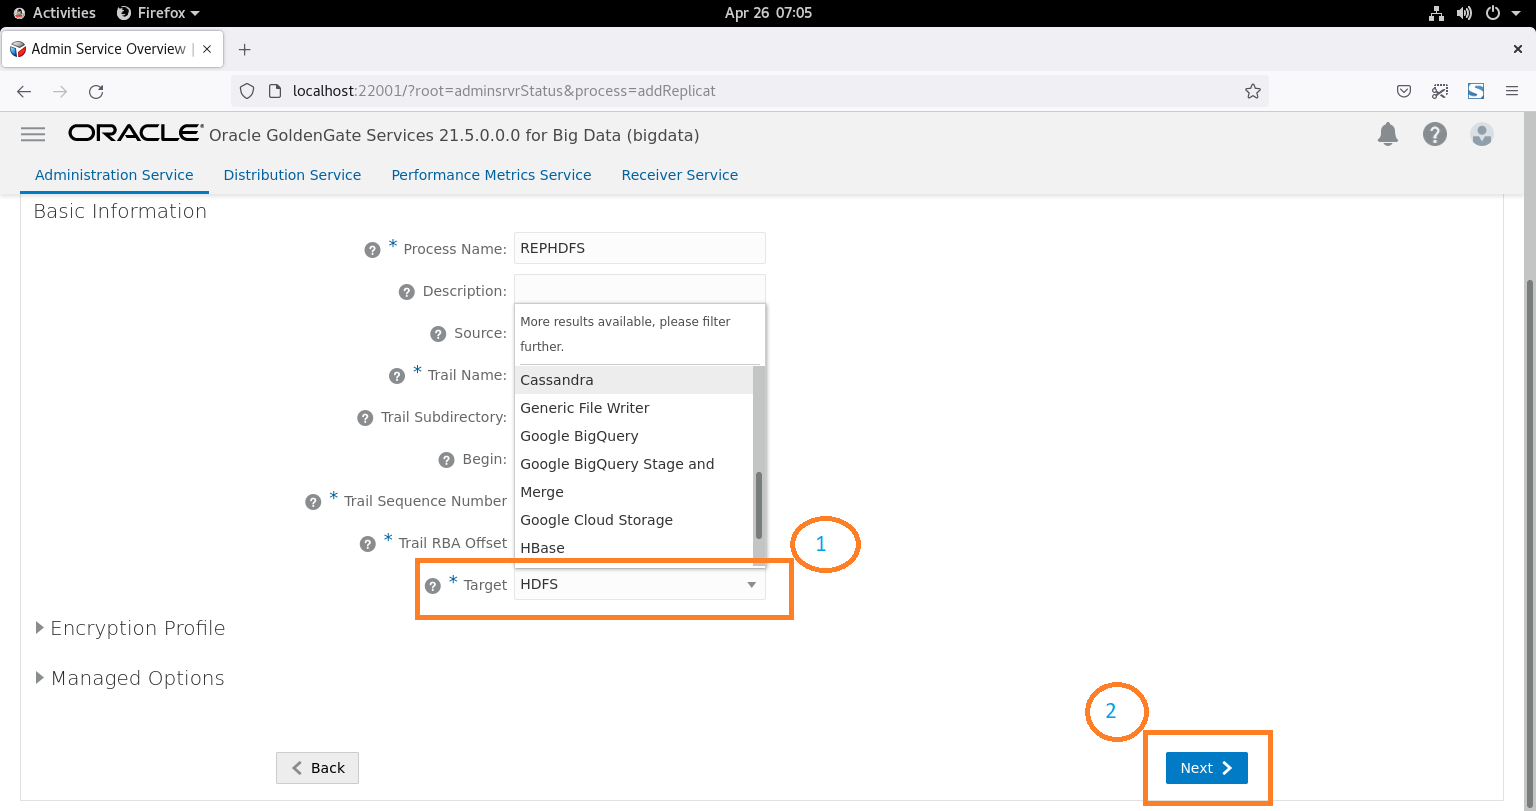 Activities Firefox Apr 26 07:05
Admin Service Overview
localhost:22001/?root=adminsrvrStatus&process=addReplicat
ORACLE Oracle GoldenGate Services 21.5.0.0.0 for Big Data (bigdata)
Administration Service Distribution Service Performance Metrics Service Receiver Service
Basic Information
* Process Name: REPHDFS
Description:
More results available, please filter
further.
Source:
* Trail Name:
Cassandra
Generic File Writer
Trail Subdirectory:
Google BigQuery
Begin:
Google BigQuery Stage and
Merge
* Trail Sequence Number
Google Cloud Storage
* Trail RBA Offset
HBase
1
* Target HDFS
Encryption Profile
Managed Options
2
Back Next